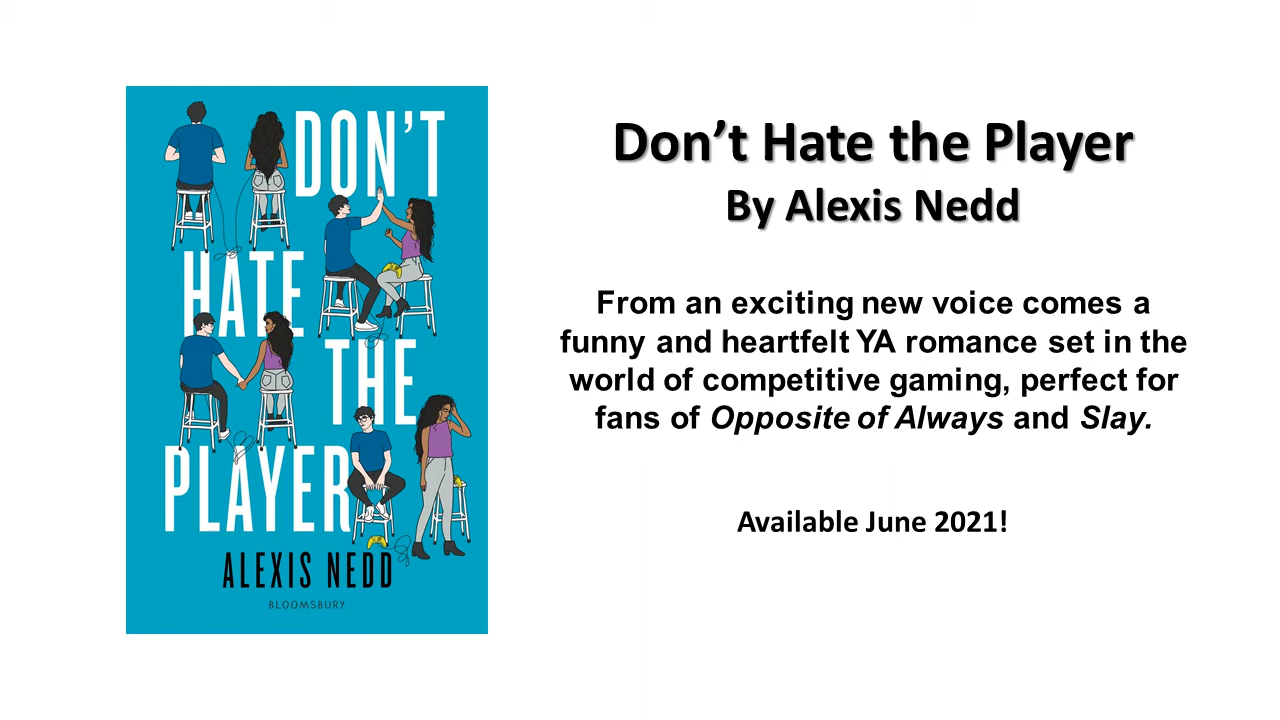 DON'T
HATE
THE
PLAYER
ALEXIS NEDD
BLOOMSBURY
Don’t Hate the Player
By Alexis Nedd
From an exciting new voice comes a
funny and heartfelt YA romance set in the
world of competitive gaming, perfect for
fans of Opposite of Always and Slay.
Available June 2021!